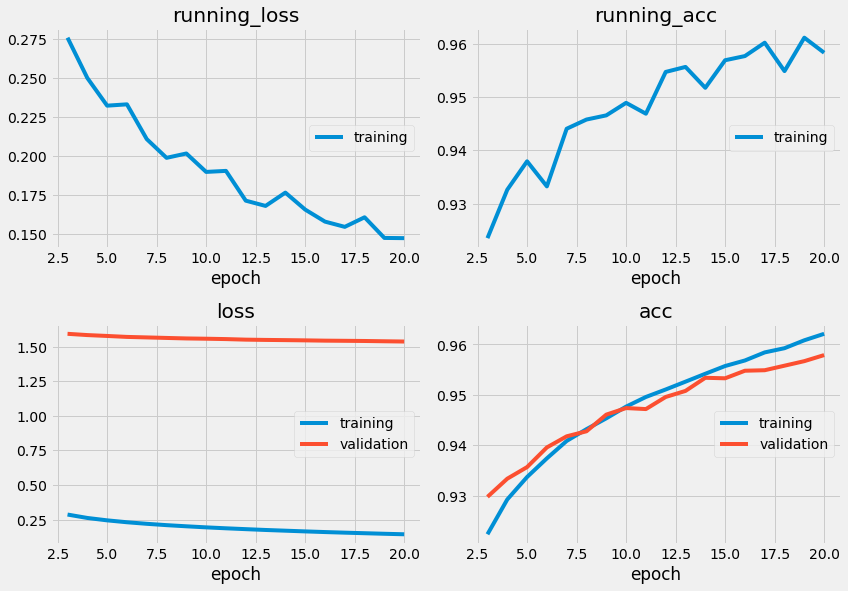 running_loss
0.275
0.250
0.225
0.200
0.175
0.150
training
2.5 5.0 7.5 10.0 12.5 15.0 17.5 20.0
epoch
running_acc
0.96
0.95
0.94
0.93
training
2.5 5.0 7.5 10.0 12.5 15.0 17.5 20.0
epoch
loss
1.50
1.25
1.00
0.75
0.50
0.25
training
validation
2.5 5.0 7.5 10.0 12.5 15.0 17.5 20.0
epoch
acc
0.96
0.95
0.94
0.93
training
validation
2.5 5.0 7.5 10.0 12.5 15.0 17.5 20.0
epoch